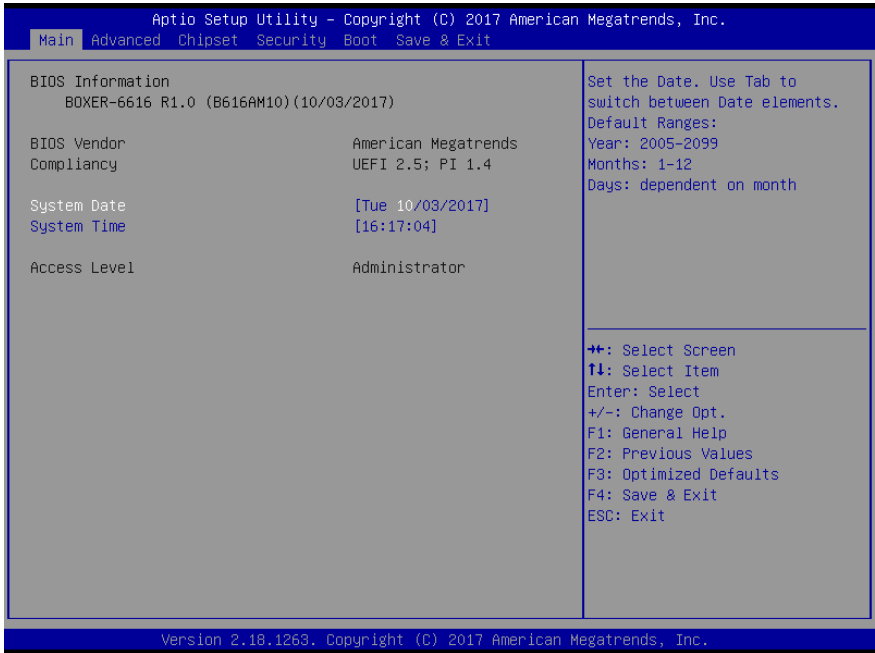 Aptio Setup Utility – Copyright (C) 2017 American Megatrends, Inc.
Main Advanced Chipset Security Boot Save & Exit
BIOS Information
BOXER-6616 R1.0 (B616AM10)(10/03/2017)
BIOS Vendor American Megatrends
Compliancy UEFI 2.5; PI 1.4
System Date [Tue 10/03/2017]
System Time [16:17:04]
Access Level Administrator
Set the Date. Use Tab to
switch between Date elements.
Default Ranges:
Year: 2005-2099
Months: 1-12
Days: dependent on month
→←: Select Screen
↑↓: Select Item
Enter: Select
+/-: Change Opt.
F1: General Help
F2: Previous Values
F3: Optimized Defaults
F4: Save & Exit
ESC: Exit
Version 2.18.1263. Copyright (C) 2017 American Megatrends, Inc.